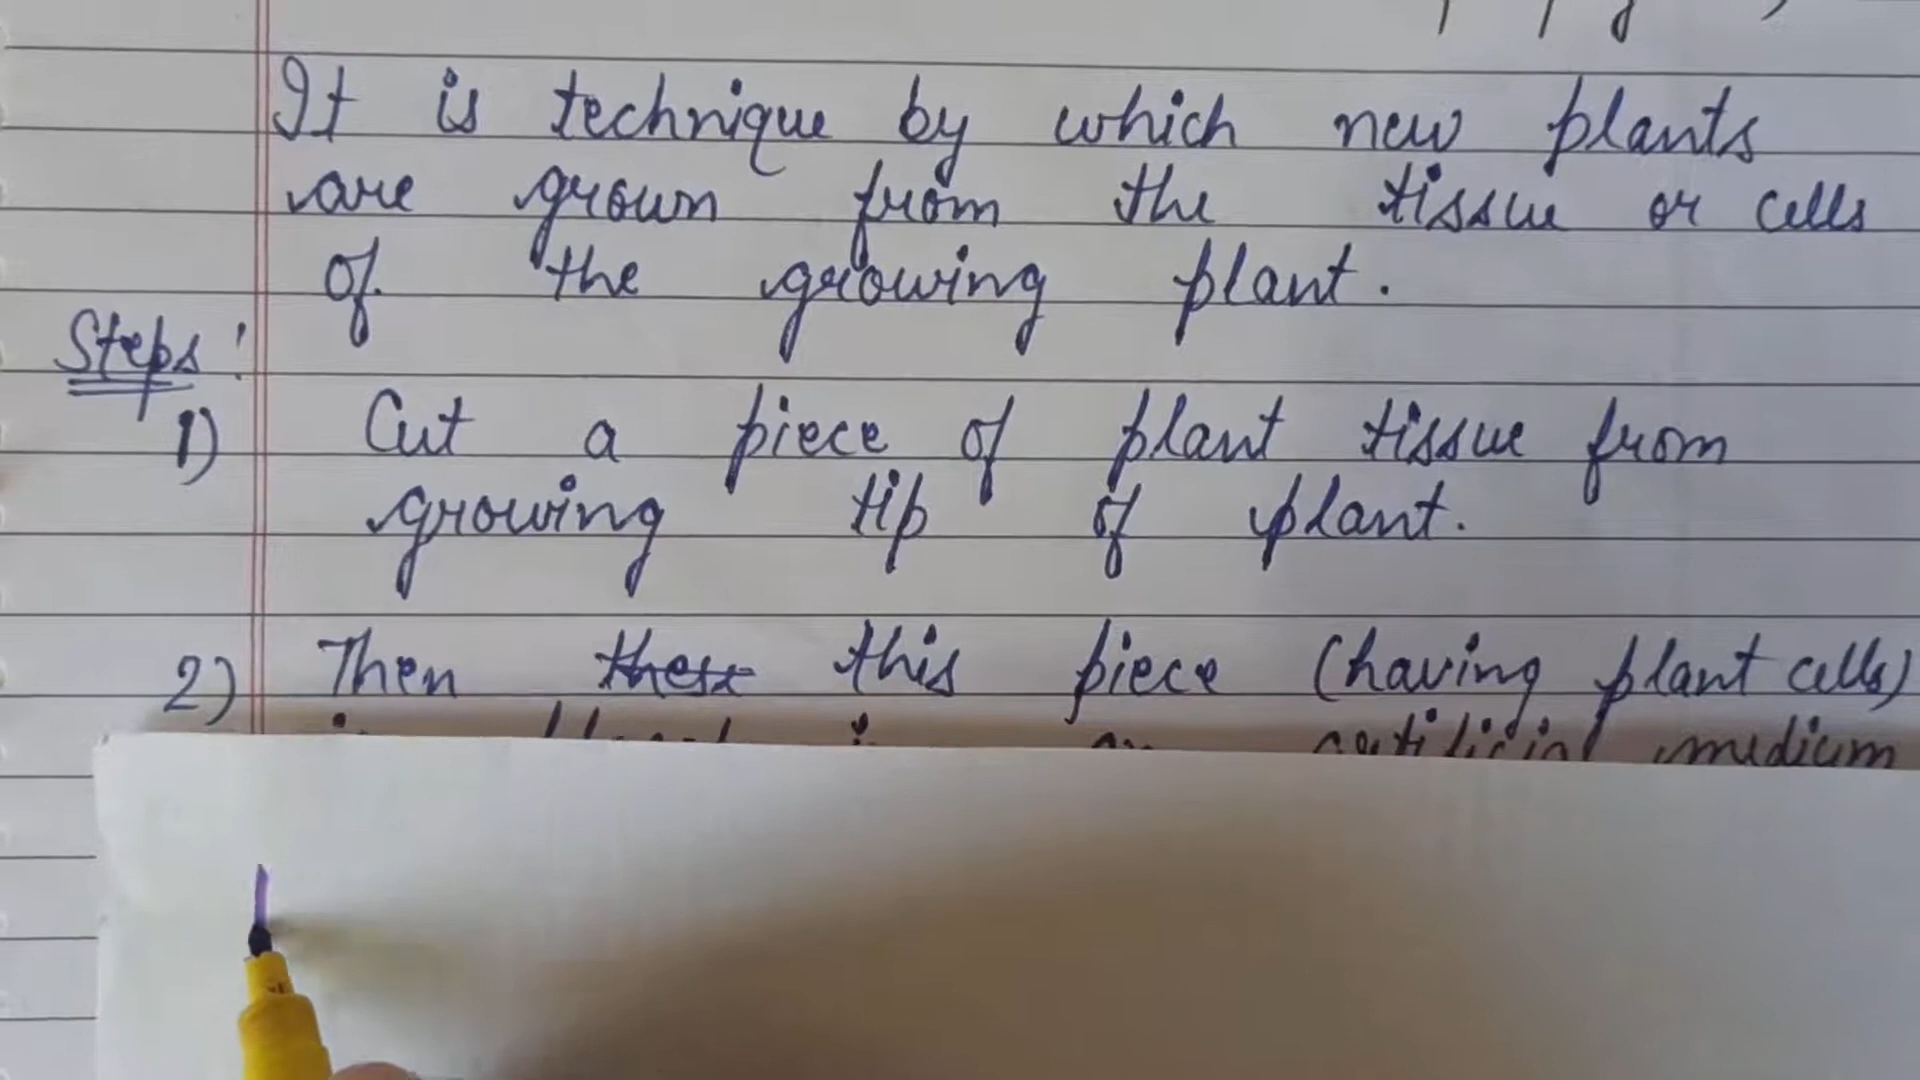 It is technique by which new plants
are grown from the tissue or cells
of the growing plant.
Steps:
1) Cut a piece of plant tissue from
growing tip of plant.
2) Then this piece (having plant cells)
artificial medium